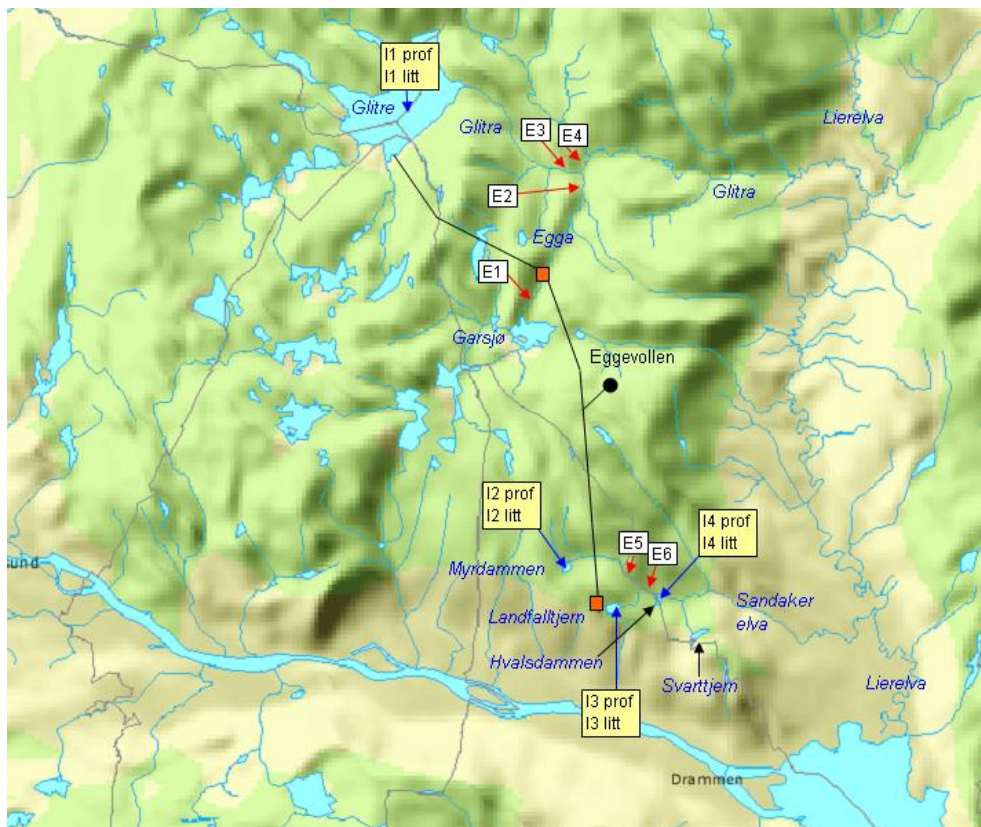 I1 prof
I1 litt
Glitre
Glitra
E3
E4
Lierelva
E2
Glitra
Egga
E1
Garsjø
Eggevollen
I2 prof
I2 litt
I4 prof
I4 litt
E5
E6
sund
Myrdammen
Landfalltjern
Sandaker
elva
Hvalsdammen
Svarttjern
Lierelva
I3 prof
I3 litt
Drammen